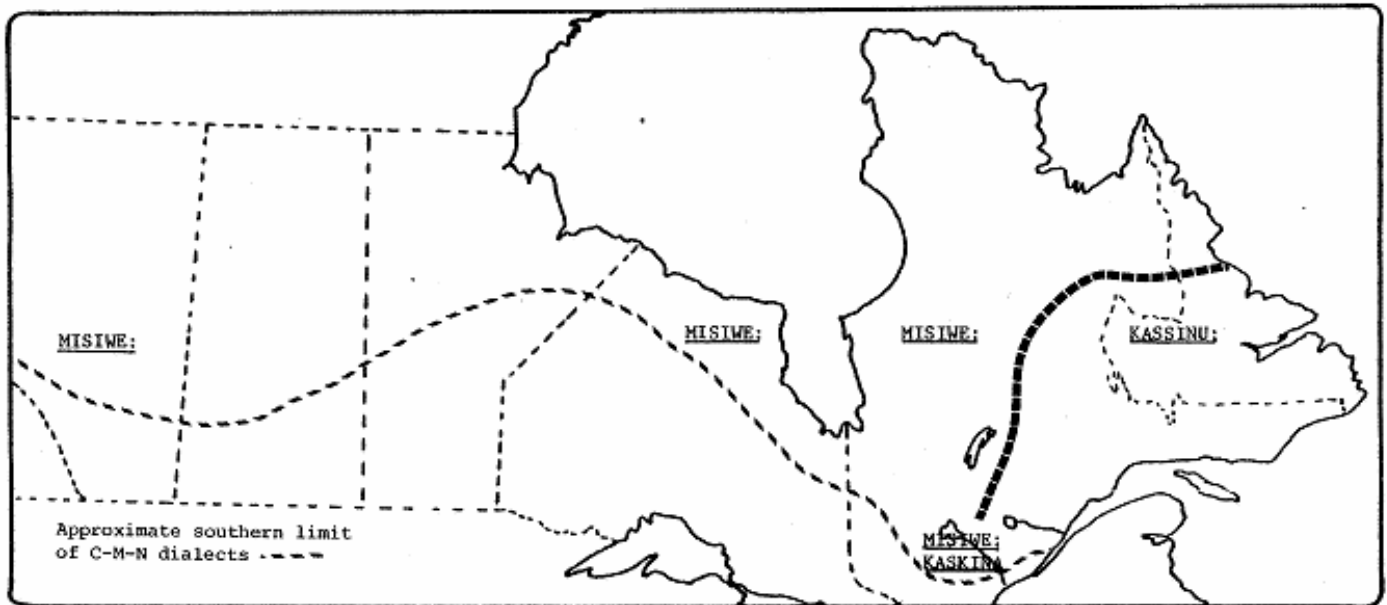 MISIWE:
MISIWE:
MISIWE:
KASSINU:
Approximate southern limit
of C-M-N dialects
MISIWE:
KASKINA